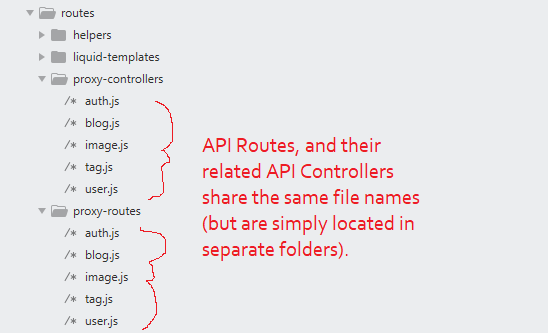 routes
helpers
liquid-templates
proxy-controllers
/* auth.js
/* blog.js
/* image.js
/* tag.js
/* user.js
proxy-routes
/* auth.js
/* blog.js
/* image.js
/* tag.js
/* user.js
API Routes, and their
related API Controllers
share the same file names
(but are simply located in
separate folders).